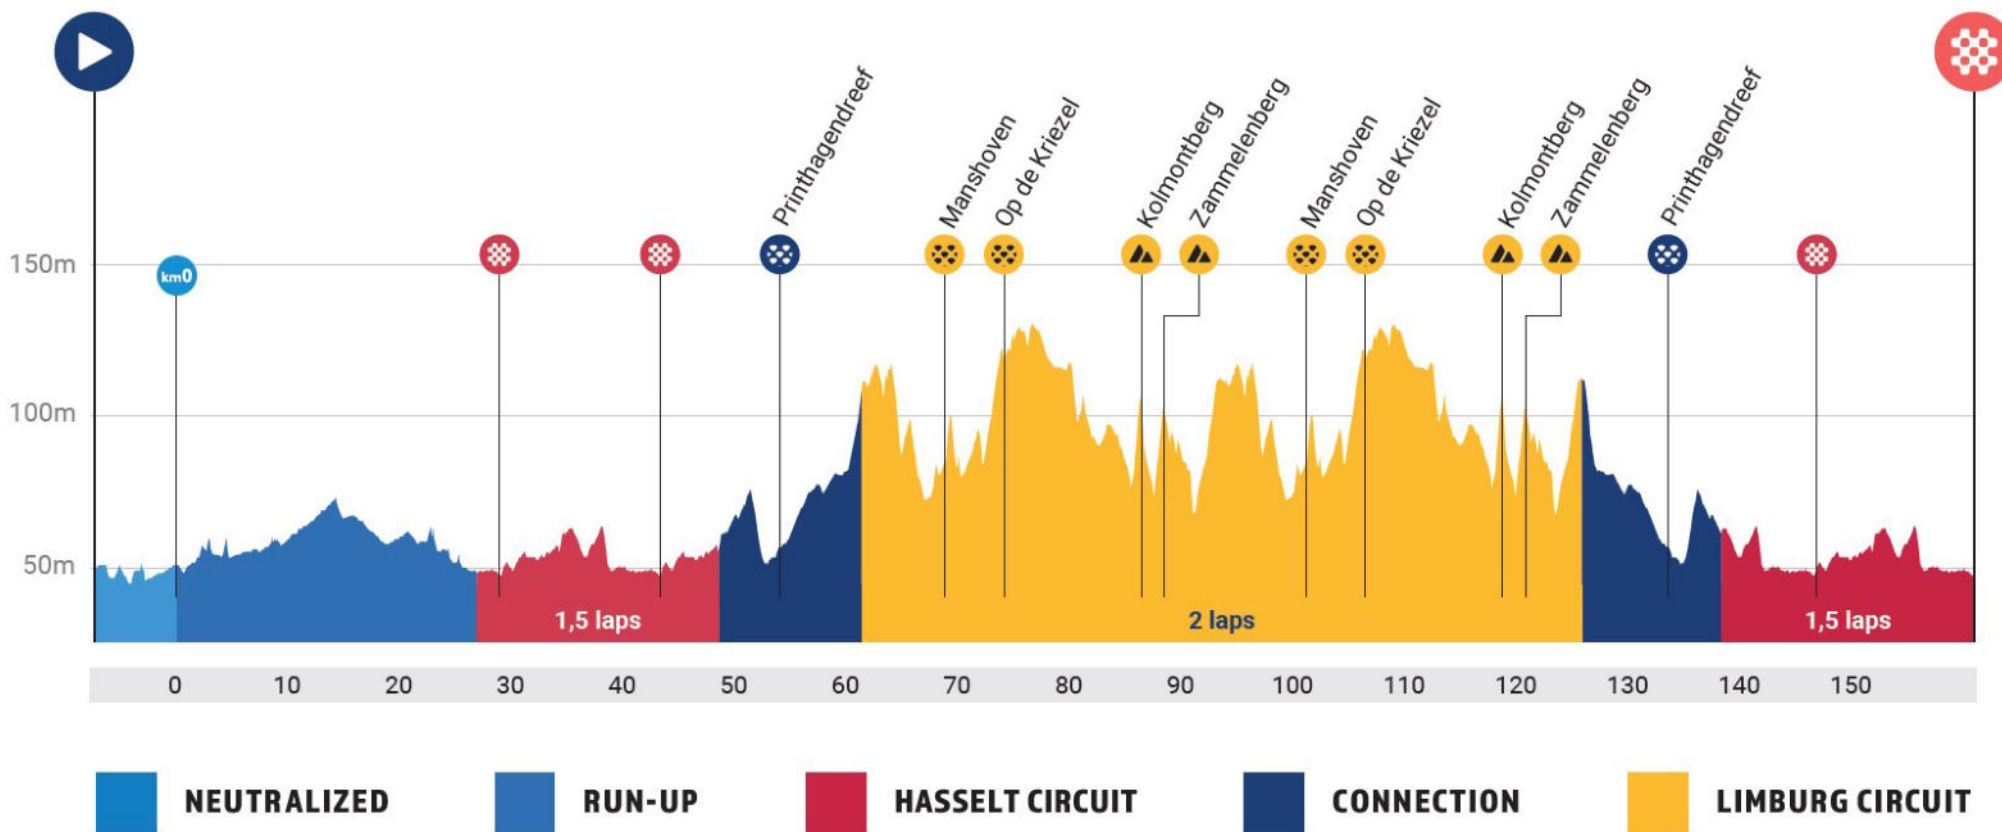 Printhagendreef
Manshoven
Op de Kriezel
Kolmontberg
Zammelenberg
Manshoven
Op de Kriezel
Kolmontberg
Zammelenberg
Printhagendreef
150m
km0
100m
50m
1,5 laps
2 laps
1,5 laps
0 10 20 30 40 50 60 70 80 90 100 110 120 130 140 150
NEUTRALIZED RUN-UP HASSELT CIRCUIT CONNECTION LIMBURG CIRCUIT